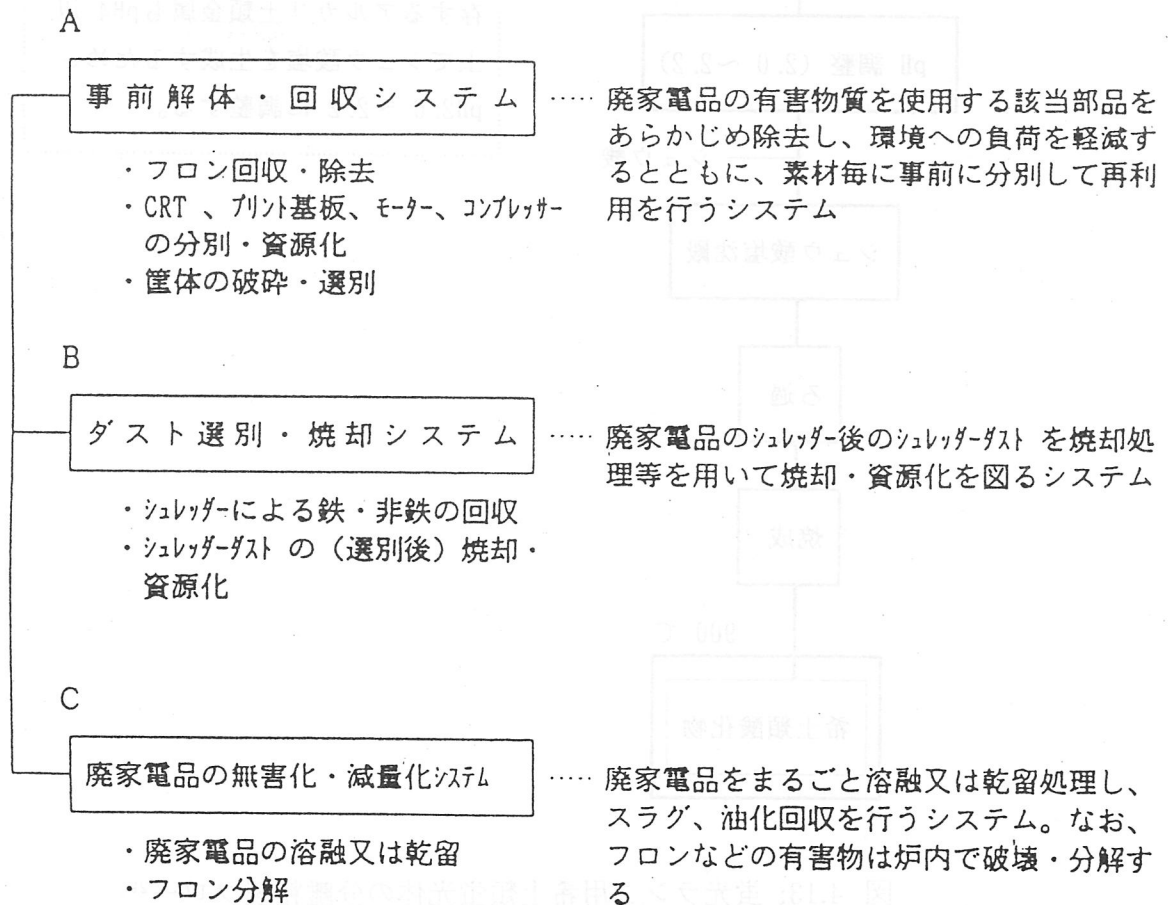 A
事前解体・回収システム ‥‥‥ 廃家電品の有害物質を使用する該当部品を
あらかじめ除去し、環境への負荷を軽減す
るとともに、素材毎に事前に分別して再利
用を行うシステム
・フロン回収・除去
・CRT 、プリント基板、モーター、コンプレッサー
の分別・資源化
・筐体の破砕・選別
B
ダスト選別・焼却システム ‥‥‥ 廃家電品のシュレッダー後のシュレッダーダスト を焼却処
理等を用いて焼却・資源化を図るシステム
・シュレッダーによる鉄・非鉄の回収
・シュレッダーダスト の（選別後）焼却・
資源化
C
廃家電品の無害化・減量化システム ‥‥‥ 廃家電品をまるごと溶融又は乾留処理し、
スラグ、油化回収を行うシステム。なお、
フロンなどの有害物は炉内で破壊・分解す
る
・廃家電品の溶融又は乾留
・フロン分解